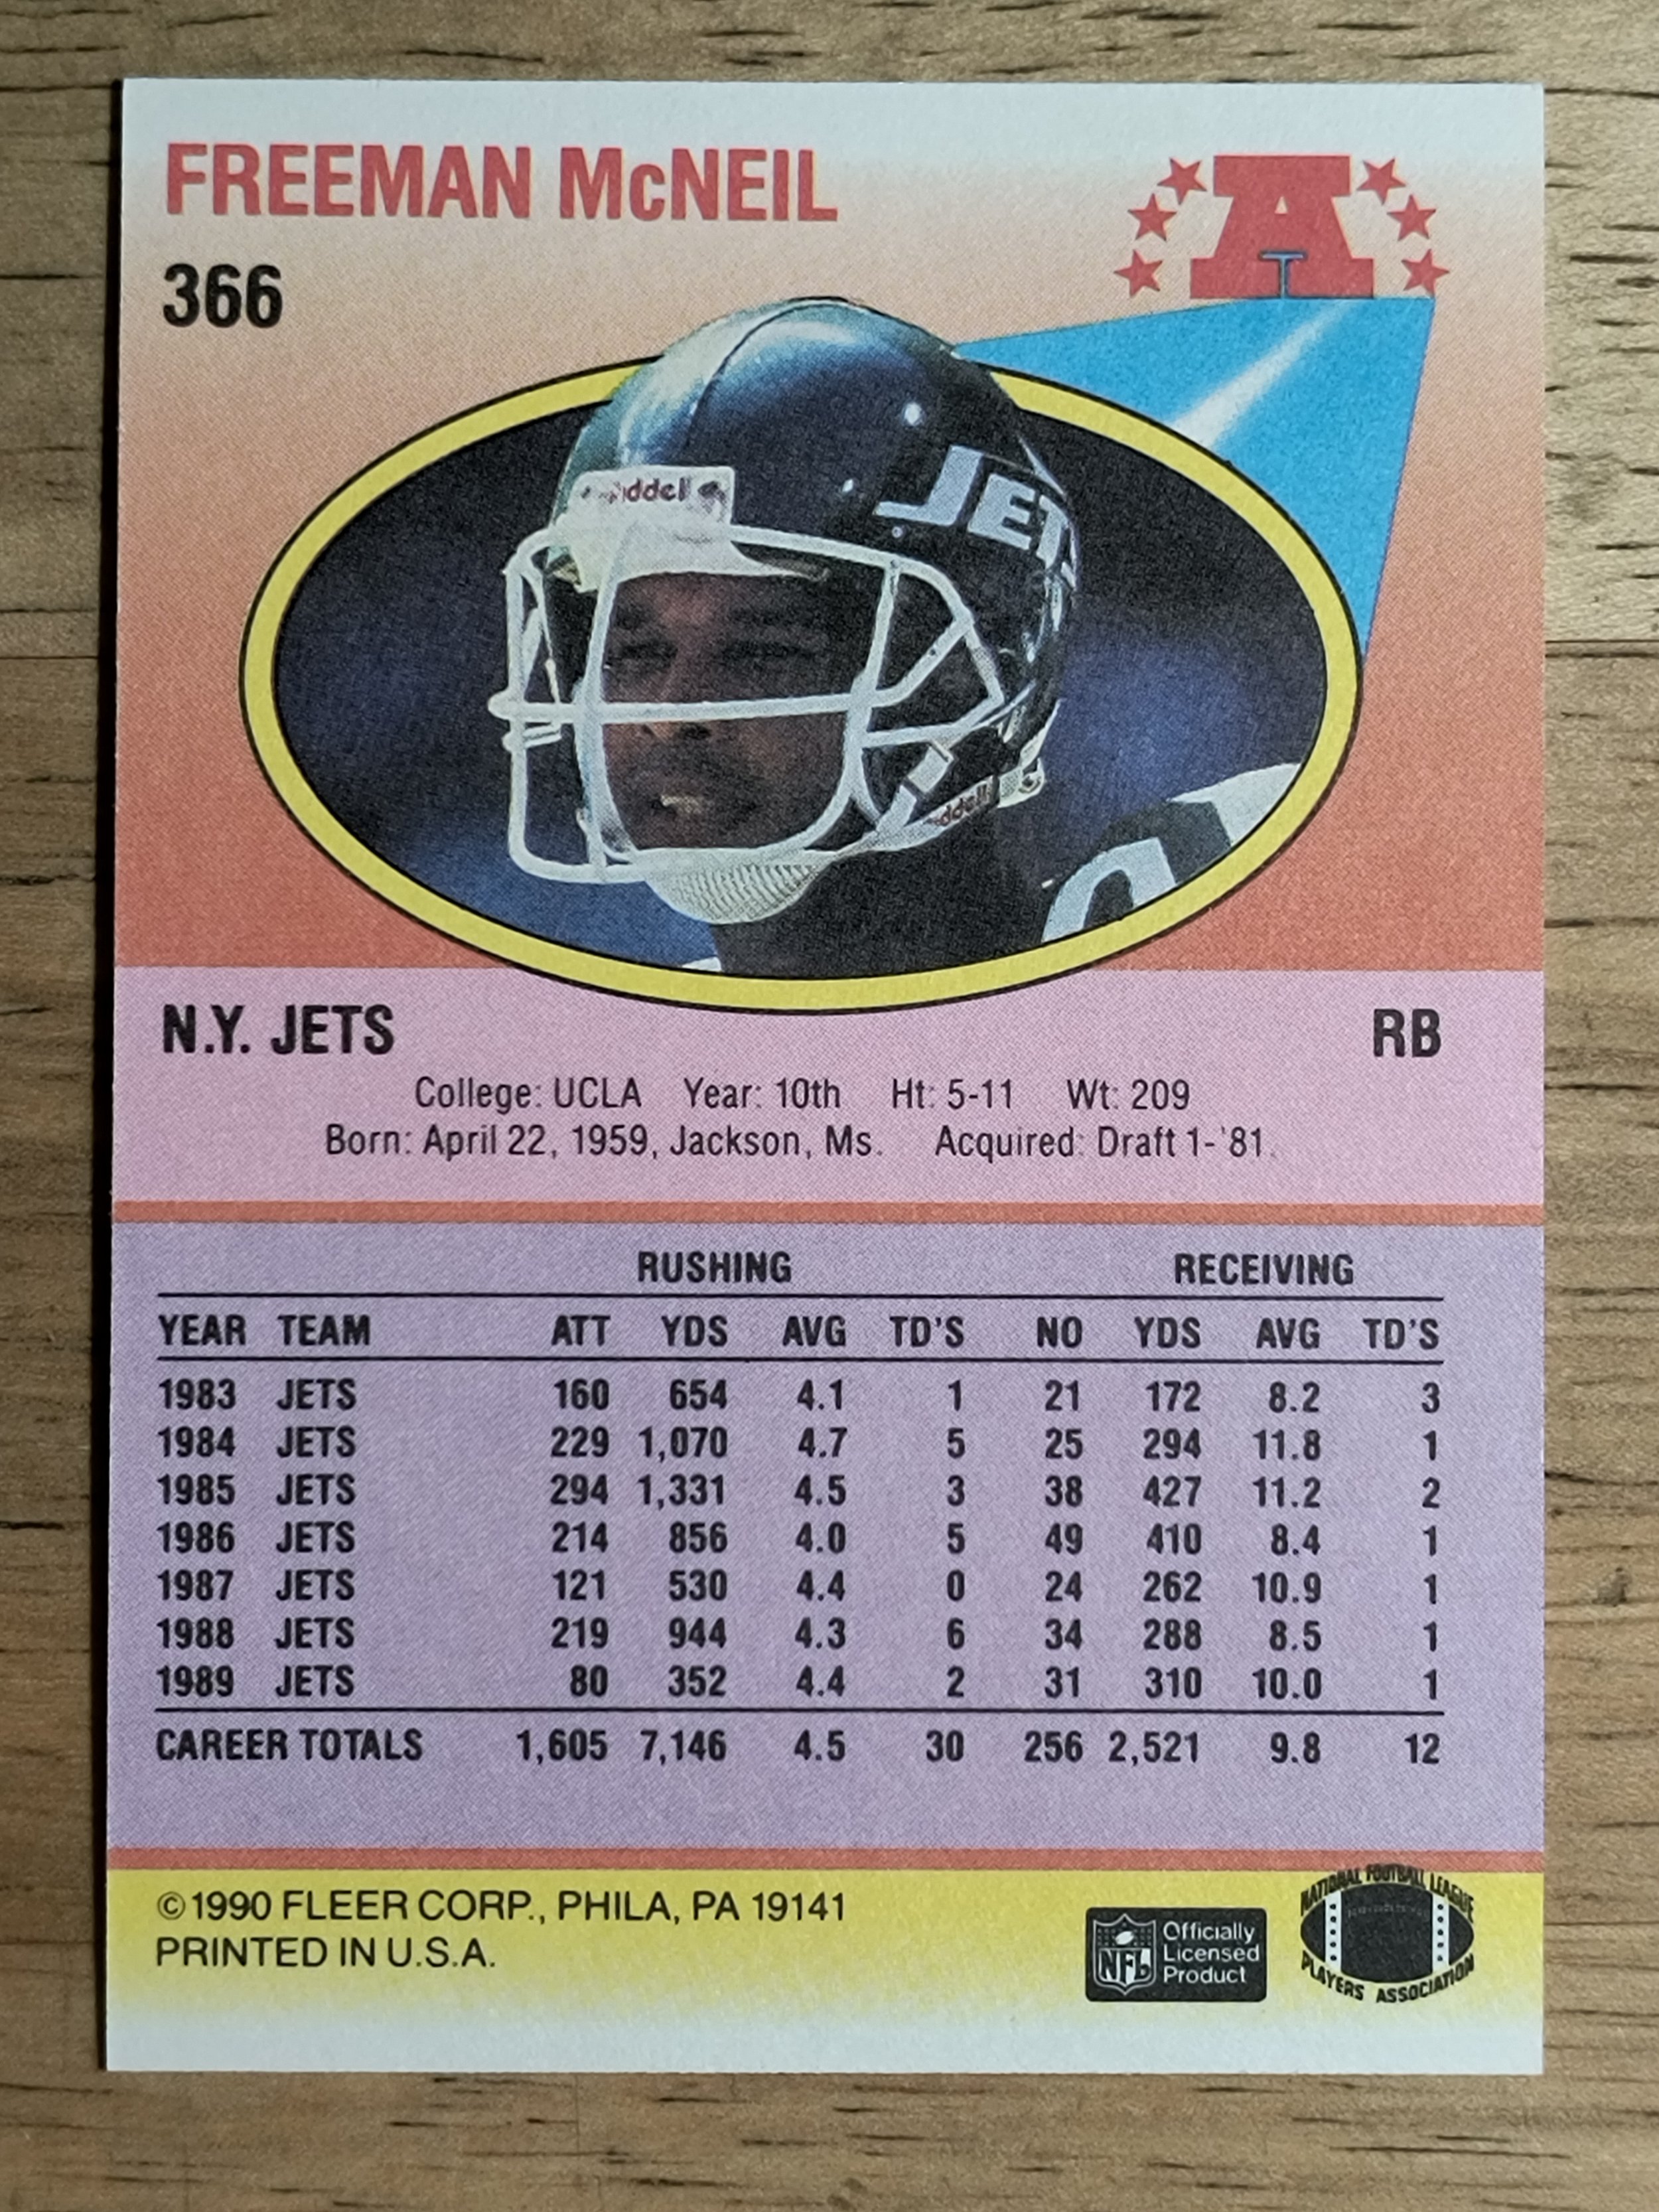 FREEMAN McNEIL
366
A
Riddell
JETS
ddell
N.Y. JETS RB
College: UCLA Year: 10th Ht: 5-11 Wt: 209
Born: April 22, 1959, Jackson, Ms. Acquired: Draft 1-'81.
RUSHING RECEIVING
YEAR TEAM ATT YDS AVG TD'S NO YDS AVG TD'S
1983 JETS 160 654 4.1 1 21 172 8.2 3
1984 JETS 229 1,070 4.7 5 25 294 11.8 1
1985 JETS 294 1,331 4.5 3 38 427 11.2 2
1986 JETS 214 856 4.0 5 49 410 8.4 1
1987 JETS 121 530 4.4 0 24 262 10.9 1
1988 JETS 219 944 4.3 6 34 288 8.5 1
1989 JETS 80 352 4.4 2 31 310 10.0 1
CAREER TOTALS 1,605 7,146 4.5 30 256 2,521 9.8 12
©1990 FLEER CORP., PHILA, PA 19141
PRINTED IN U.S.A.
NFL
Officially
Licensed
Product
NATIONAL FOOTBALL LEAGUE
PLAYERS ASSOCIATION